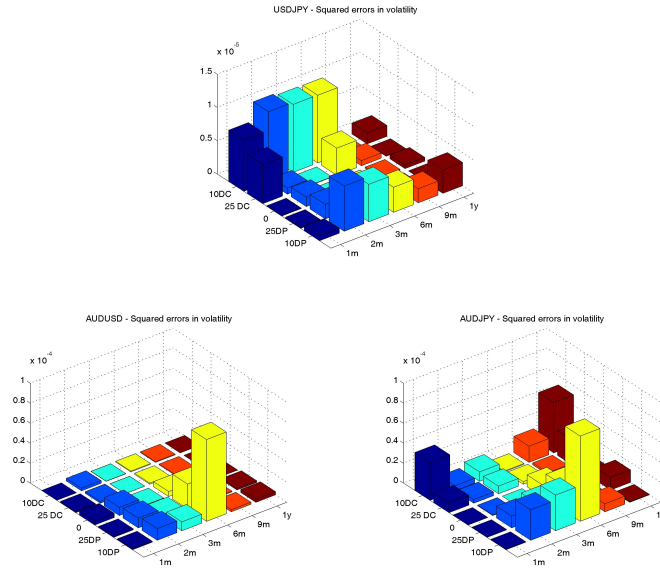 USDJPY - Squared errors in volatility
x 10^-5
1.5
1
0.5
0
10DC
25 DC
0
25DP
10DP
1m
2m
3m
6m
9m
1y
AUDUSD - Squared errors in volatility
x 10^-4
1
0.8
0.6
0.4
0.2
0
10DC
25 DC
0
25DP
10DP
1m
2m
3m
6m
9m
1y
AUDJPY - Squared errors in volatility
x 10^-4
1
0.8
0.6
0.4
0.2
0
10DC
25 DC
0
25DP
10DP
1m
2m
3m
6m
9m
1y